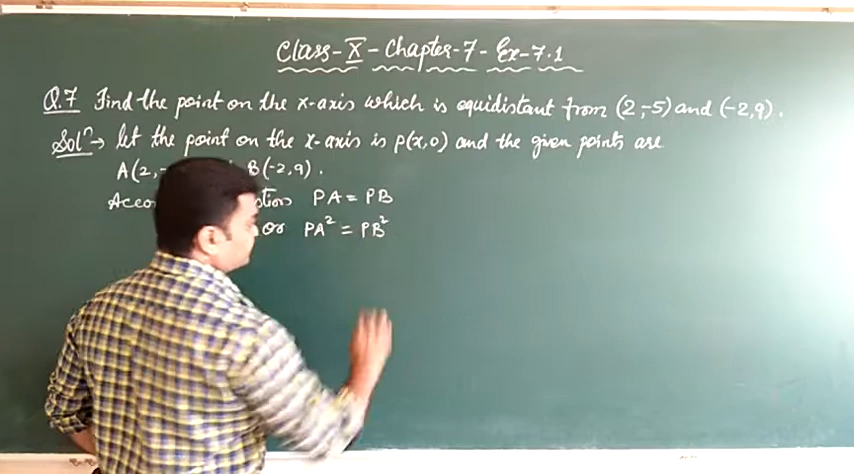 Class-X-Chapter-7-Ex-7.1
Q.7 Find the point on the x-axis which is equidistant from (2,-5) and (-2,9).
Solⁿ→ let the point on the x-axis is P(x,0) and the given points are
A(2, B(-2,9).
PA = PB
or PA² = PB²